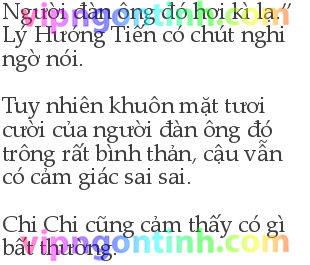 Người đàn ông đó hơi kì lạ.”
vipngontinh.com
Lý Hướng Tiến có chút nghi
ngờ nói.
Tuy nhiên khuôn mặt tươi
cười của người đàn ông đó
trông rất bình thản, cậu vẫn
có cảm giác sai sai.
Chi Chi cũng cảm thấy có gì
bất thường.
vipngontinh.com